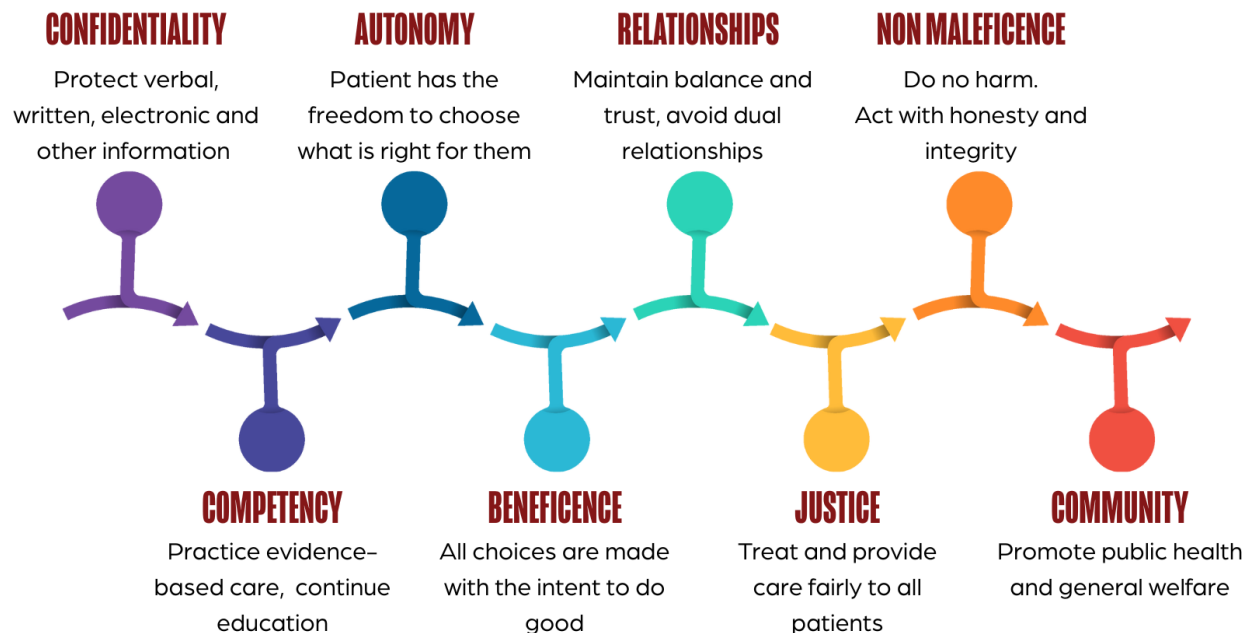 CONFIDENTIALITY
Protect verbal,
written, electronic and
other information
AUTONOMY
Patient has the
freedom to choose
what is right for them
RELATIONSHIPS
Maintain balance and
trust, avoid dual
relationships
NON MALEFICENCE
Do no harm.
Act with honesty and
integrity
COMPETENCY
Practice evidence-
based care, continue
education
BENEFICENCE
All choices are made
with the intent to do
good
JUSTICE
Treat and provide
care fairly to all
patients
COMMUNITY
Promote public health
and general welfare